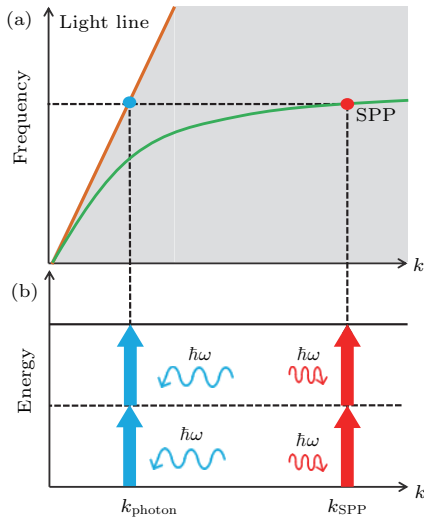 (a)
Light line
Frequency
SPP
k
(b)
Energy
ħω
ħω
ħω
ħω
k_photon
k_SPP
k